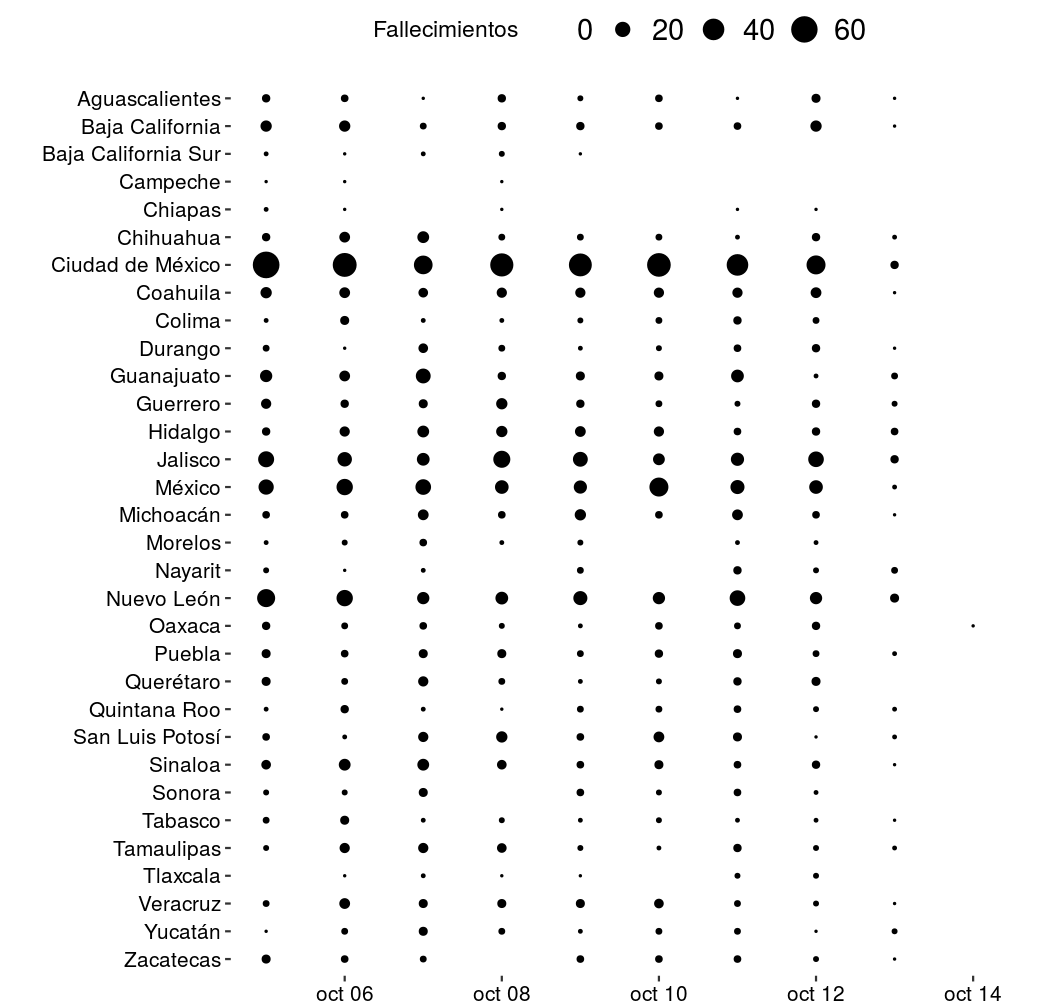 Fallecimientos 0 20 40 60
Aguascalientes
Baja California
Baja California Sur
Campeche
Chiapas
Chihuahua
Ciudad de México
Coahuila
Colima
Durango
Guanajuato
Guerrero
Hidalgo
Jalisco
México
Michoacán
Morelos
Nayarit
Nuevo León
Oaxaca
Puebla
Querétaro
Quintana Roo
San Luis Potosí
Sinaloa
Sonora
Tabasco
Tamaulipas
Tlaxcala
Veracruz
Yucatán
Zacatecas
oct 06 oct 08 oct 10 oct 12 oct 14